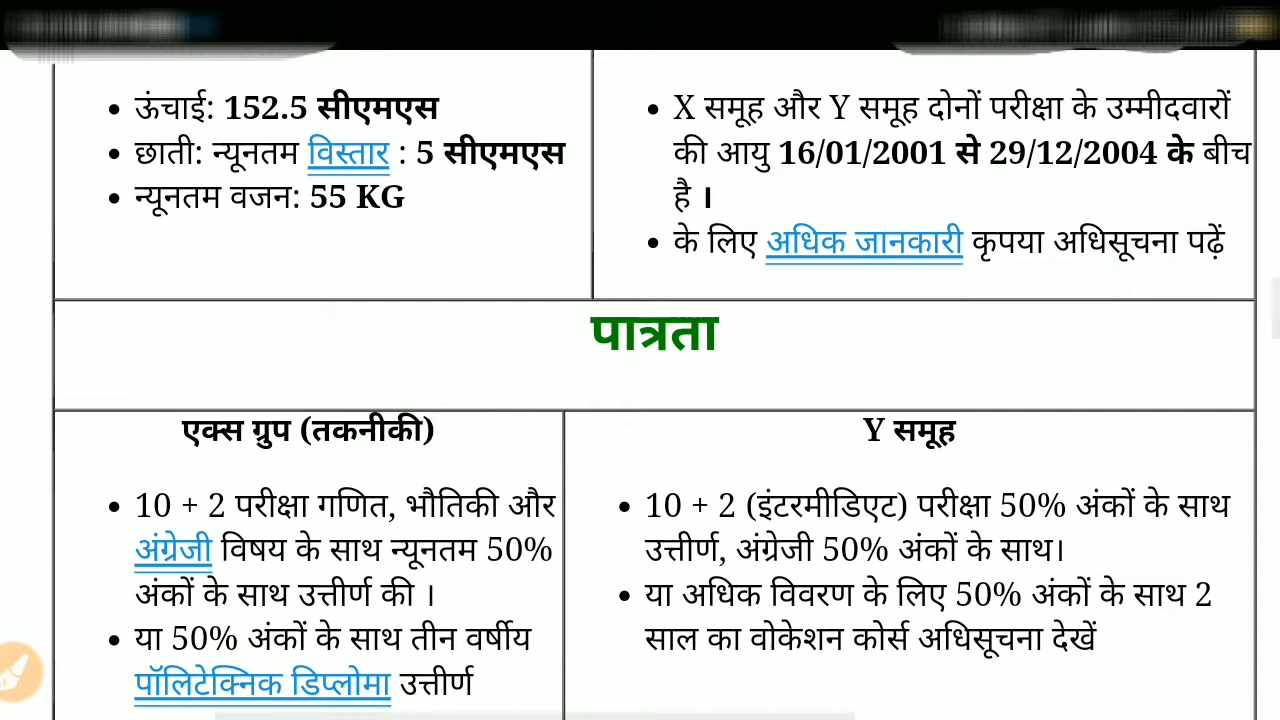 ऊंचाई: 152.5 सीएमएस
छाती: न्यूनतम विस्तार : 5 सीएमएस
न्यूनतम वजन: 55 KG
X समूह और Y समूह दोनों परीक्षा के उम्मीदवारों
की आयु 16/01/2001 से 29/12/2004 के बीच
है ।
के लिए अधिक जानकारी कृपया अधिसूचना पढ़ें
पात्रता
एक्स ग्रुप (तकनीकी)
10 + 2 परीक्षा गणित, भौतिकी और
अंग्रेजी विषय के साथ न्यूनतम 50%
अंकों के साथ उत्तीर्ण की ।
या 50% अंकों के साथ तीन वर्षीय
पॉलिटेक्निक डिप्लोमा उत्तीर्ण
Y समूह
10 + 2 (इंटरमीडिएट) परीक्षा 50% अंकों के साथ
उत्तीर्ण, अंग्रेजी 50% अंकों के साथ।
या अधिक विवरण के लिए 50% अंकों के साथ 2
साल का वोकेशन कोर्स अधिसूचना देखें